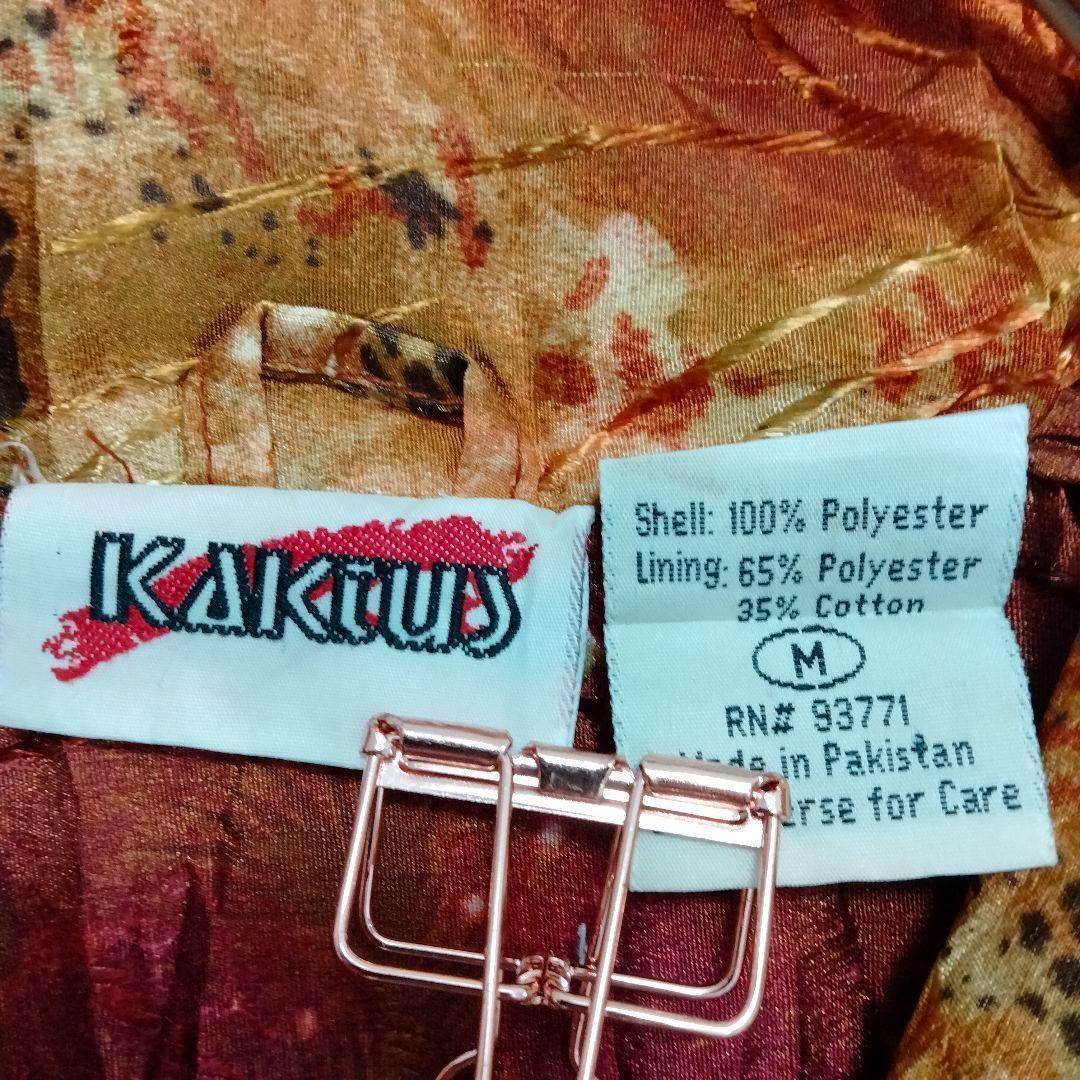 KAKTUS
Shell: 100% Polyester
Lining: 65% Polyester
35% Cotton
M
RN# 93771
in Pakistan
for Care